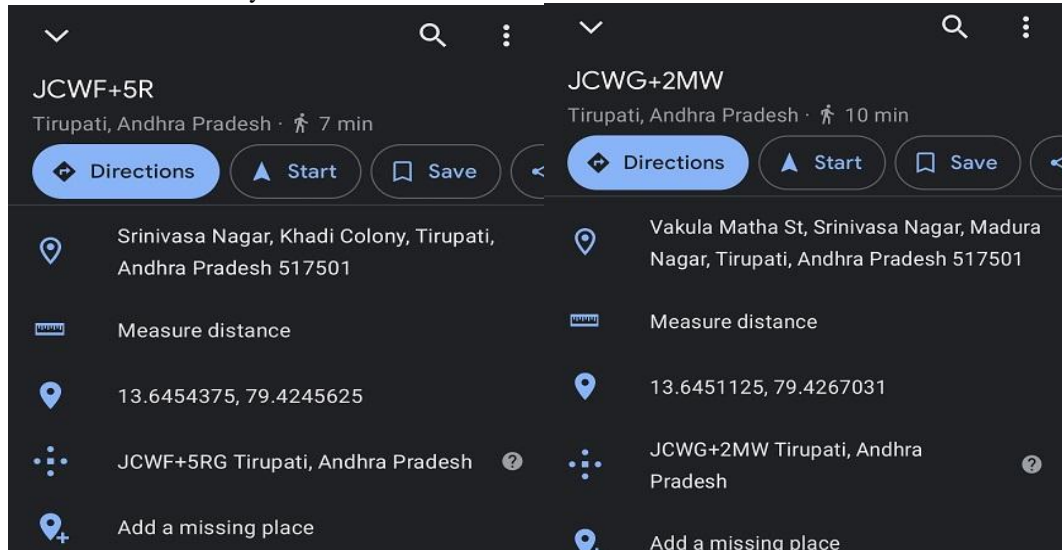 JCWF+5R
Tirupati, Andhra Pradesh · 7 min
Directions
Start
Save
Srinivasa Nagar, Khadi Colony, Tirupati,
Andhra Pradesh 517501
Measure distance
13.6454375, 79.4245625
JCWF+5RG Tirupati, Andhra Pradesh
Add a missing place
JCWG+2MW
Tirupati, Andhra Pradesh · 10 min
Directions
Start
Save
Vakula Matha St, Srinivasa Nagar, Madura
Nagar, Tirupati, Andhra Pradesh 517501
Measure distance
13.6451125, 79.4267031
JCWG+2MW Tirupati, Andhra
Pradesh
Add a missing place